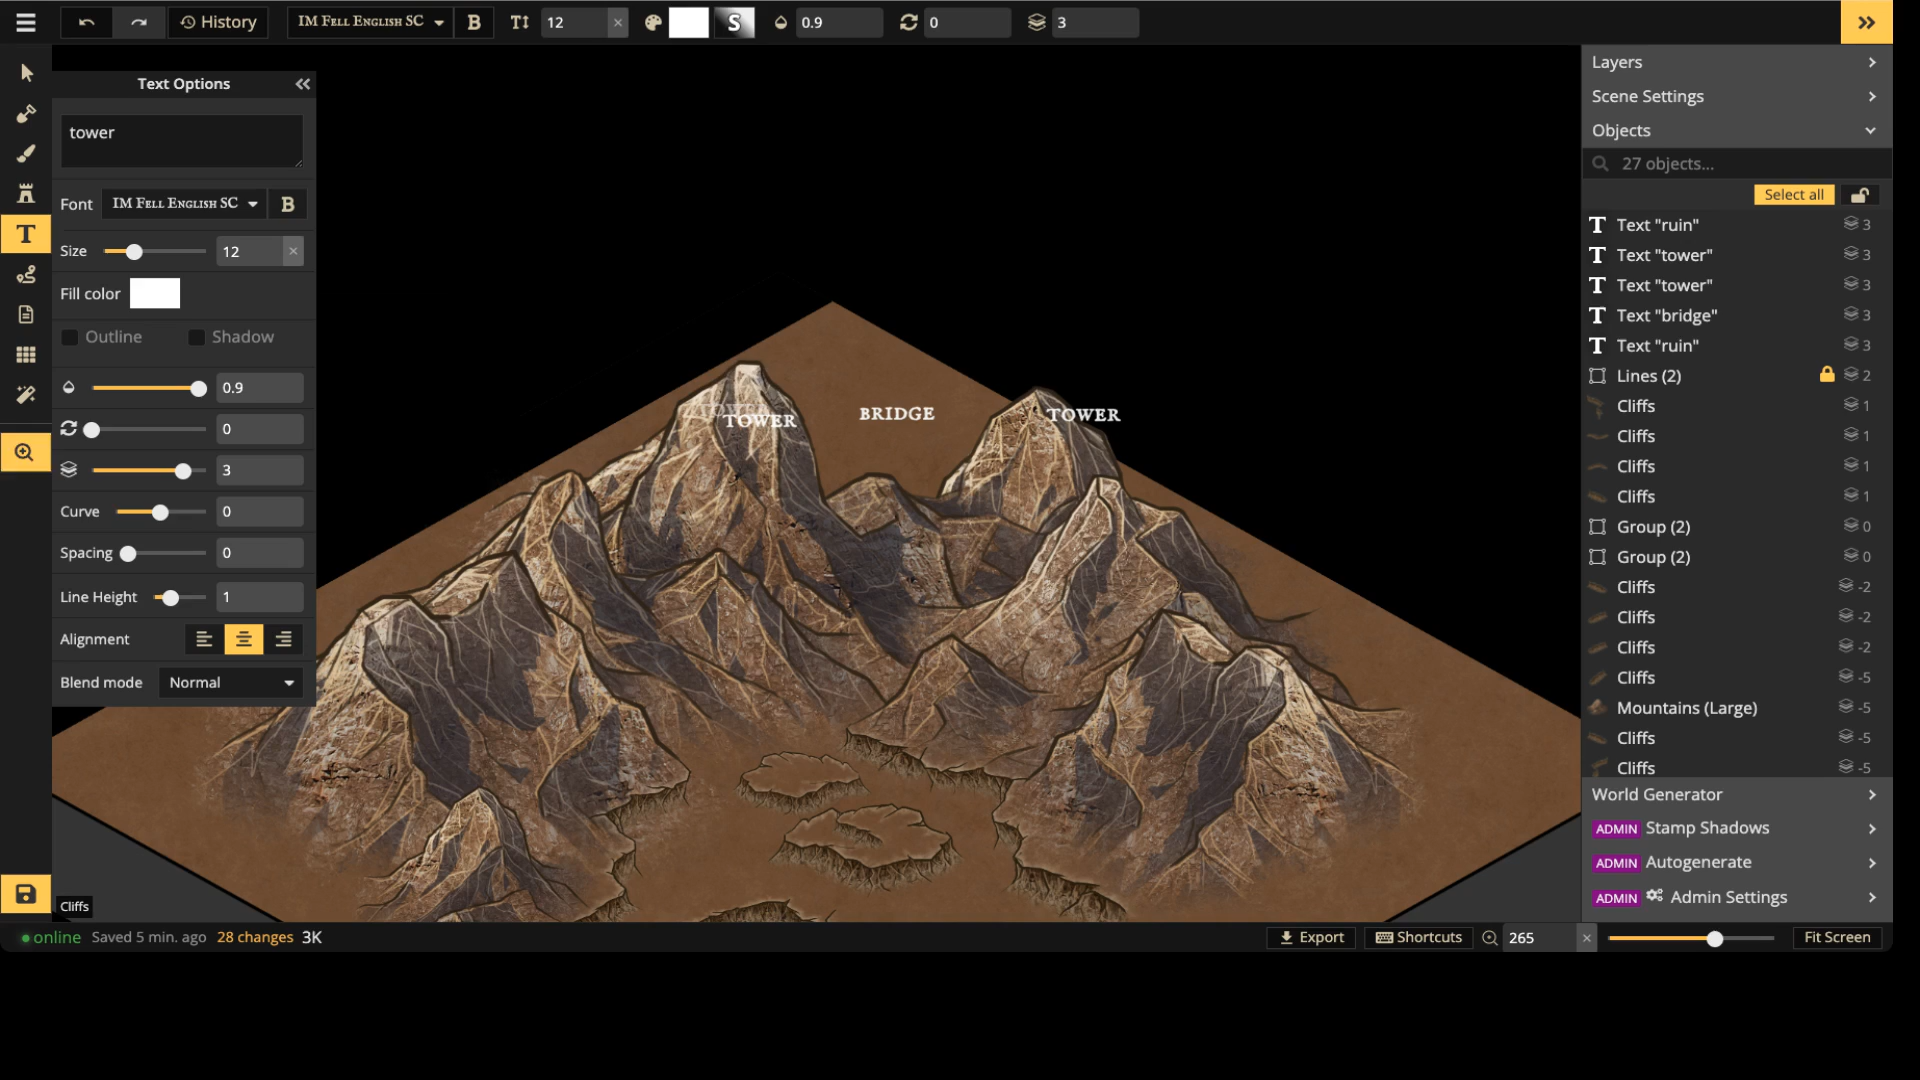 History
IM Fell English SC
B
12
×
S
0.9
0
3
Text Options
tower
Font
IM Fell English SC
B
Size
12
×
Fill color
Outline
Shadow
0.9
0
3
Curve
0
Spacing
0
Line Height
1
Alignment
Blend mode
Normal
TOWER
BRIDGE
TOWER
Cliffs
Layers
Scene Settings
Objects
27 objects...
Select all
Text "ruin" 3
Text "tower" 3
Text "tower" 3
Text "bridge" 3
Text "ruin" 3
Lines (2) 2
Cliffs 1
Cliffs 1
Cliffs 1
Cliffs 1
Group (2) 0
Group (2) 0
Cliffs -2
Cliffs -2
Cliffs -2
Cliffs -5
Mountains (Large) -5
Cliffs -5
Cliffs -5
World Generator
ADMIN Stamp Shadows
ADMIN Autogenerate
ADMIN Admin Settings
online Saved 5 min. ago 28 changes 3K
Export
Shortcuts
265
×
Fit Screen